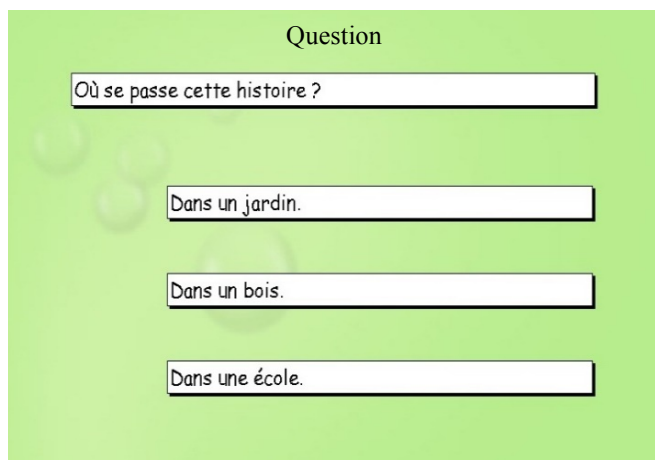 Question
Où se passe cette histoire ?
Dans un jardin.
Dans un bois.
Dans une école.